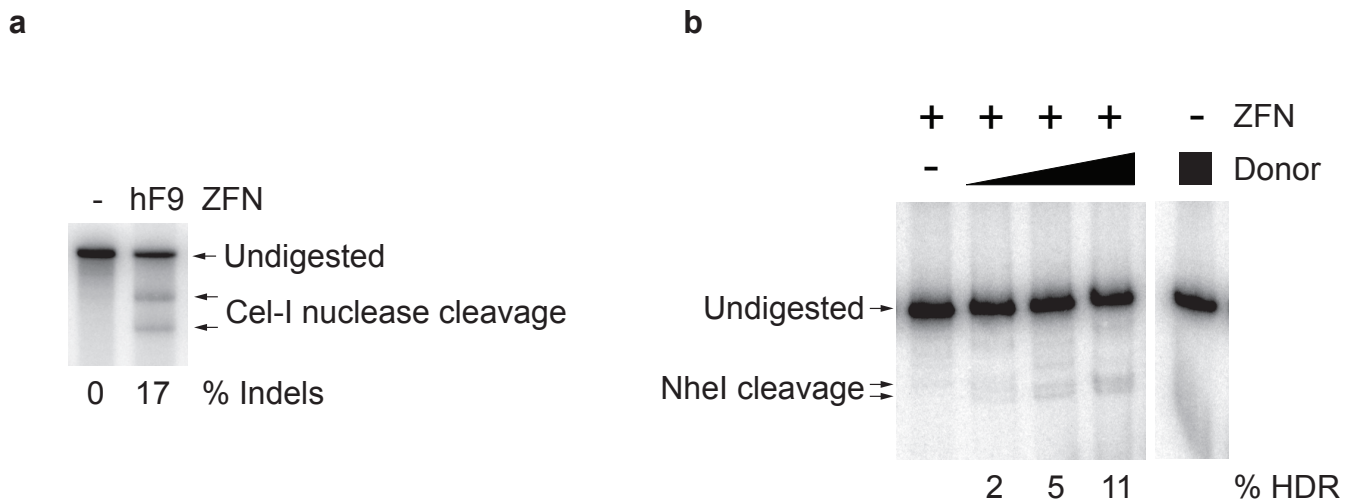 a
- hF9 ZFN
Undigested
Cel-I nuclease cleavage
0 17 % Indels
b
+ + + + - ZFN
- Donor
Undigested
NheI cleavage
2 5 11 % HDR